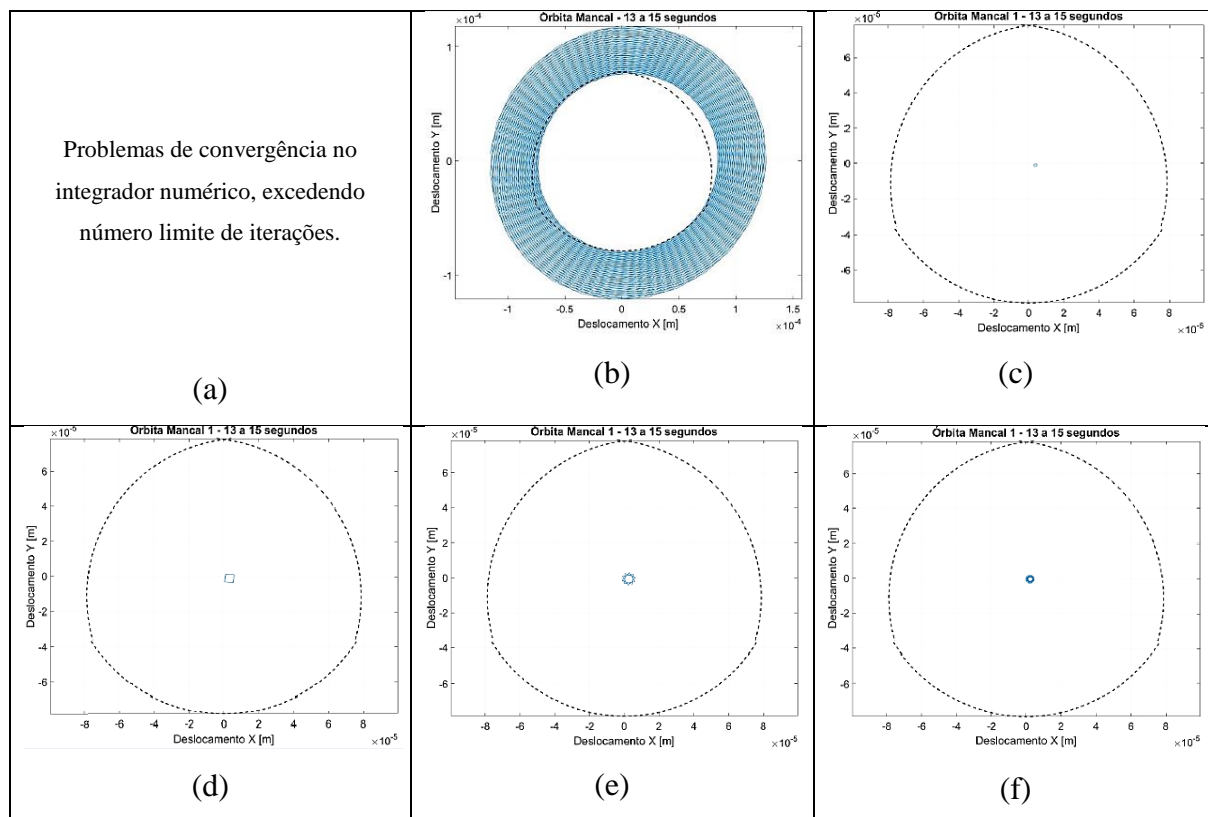 Problemas de convergência no
integrador numérico, excedendo
número limite de iterações.
(a)
×10⁻⁴
Órbita Mancal - 13 a 15 segundos
Deslocamento Y [m]
1
0
-1
-1
-0.5
0
0.5
1
1.5
Deslocamento X [m]
×10⁻⁴
(b)
×10⁻⁵
Órbita Mancal 1 - 13 a 15 segundos
Deslocamento Y [m]
6
4
2
0
-2
-4
-6
-8 -6 -4 -2 0 2 4 6 8
Deslocamento X [m]
×10⁻⁵
(c)
×10⁻⁵
Órbita Mancal 1 - 13 a 15 segundos
Deslocamento Y [m]
6
4
2
0
-2
-4
-6
-8 -6 -4 -2 0 2 4 6 8
Deslocamento X [m]
×10⁻⁵
(d)
×10⁻⁵
Órbita Mancal 1 - 13 a 15 segundos
Deslocamento Y [m]
6
4
2
0
-2
-4
-6
-8 -6 -4 -2 0 2 4 6 8
Deslocamento X [m]
×10⁻⁵
(e)
×10⁻⁵
Órbita Mancal 1 - 13 a 15 segundos
Deslocamento Y [m]
6
4
2
0
-2
-4
-6
-8 -6 -4 -2 0 2 4 6 8
Deslocamento X [m]
×10⁻⁵
(f)